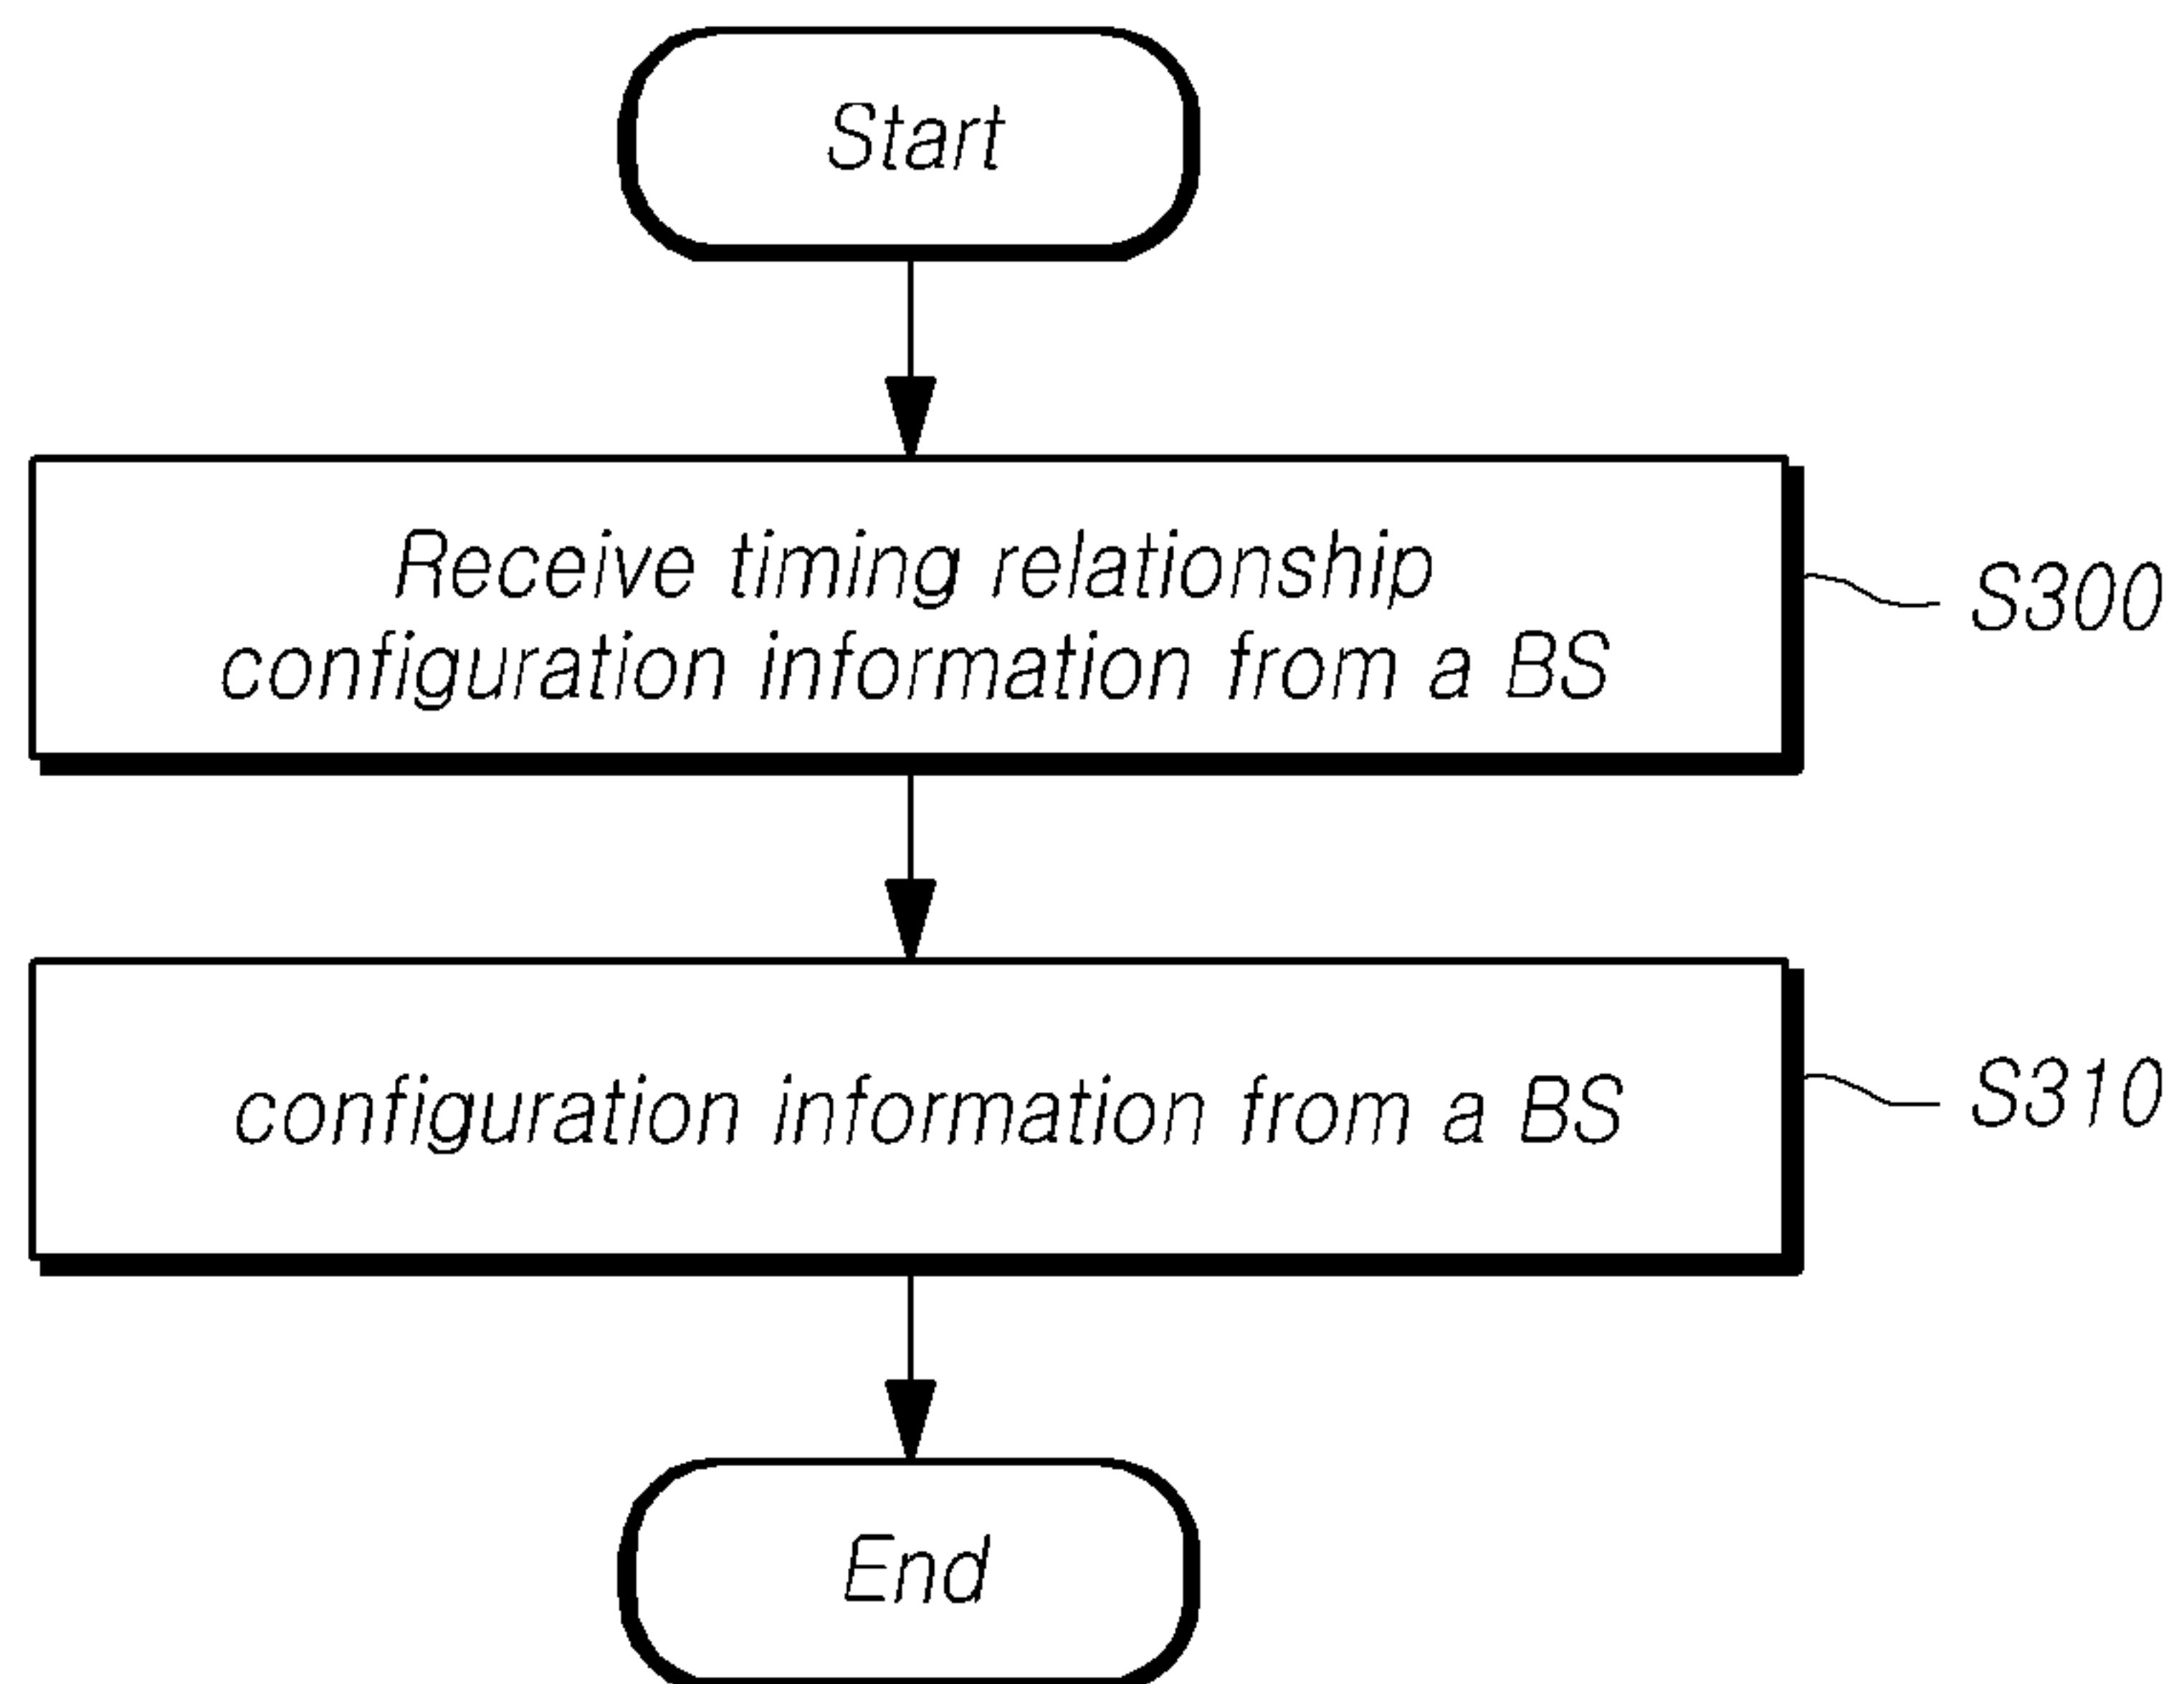 Start
Receive timing relationship
configuration information from a BS
S300
configuration information from a BS
S310
End